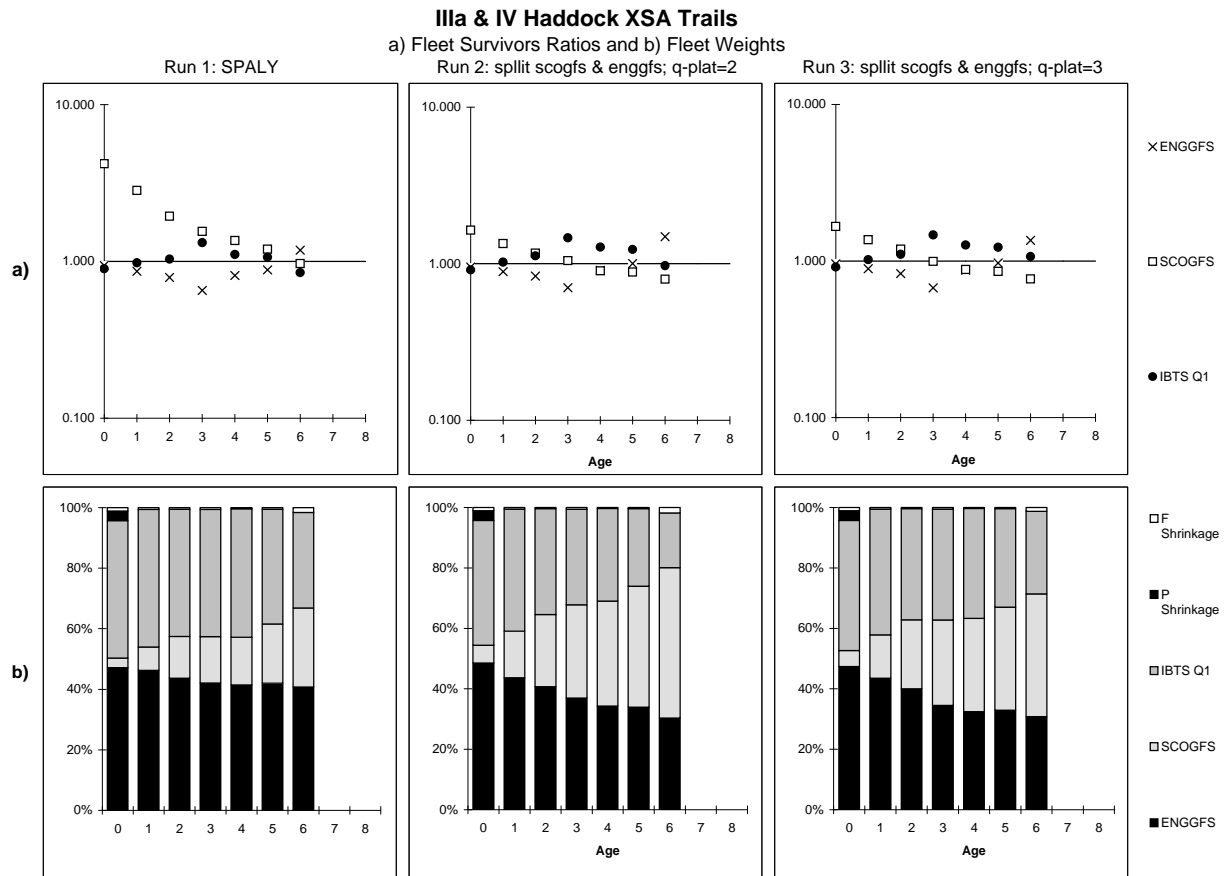 IIIa & IV Haddock XSA Trails
a) Fleet Survivors Ratios and b) Fleet Weights
Run 1: SPALY
Run 2: spllit scogfs & enggfs; q-plat=2
Run 3: spllit scogfs & enggfs; q-plat=3
a)
10.000
1.000
0.100
0 1 2 3 4 5 6 7 8
10.000
1.000
0.100
0 1 2 3 4 5 6 7 8
Age
10.000
1.000
0.100
0 1 2 3 4 5 6 7 8
Age
ENGGFS
SCOGFS
IBTS Q1
b)
100%
80%
60%
40%
20%
0%
0 1 2 3 4 5 6 7 8
100%
80%
60%
40%
20%
0%
0 1 2 3 4 5 6 7 8
Age
100%
80%
60%
40%
20%
0%
0 1 2 3 4 5 6 7 8
Age
F
Shrinkage
P
Shrinkage
IBTS Q1
SCOGFS
ENGGFS